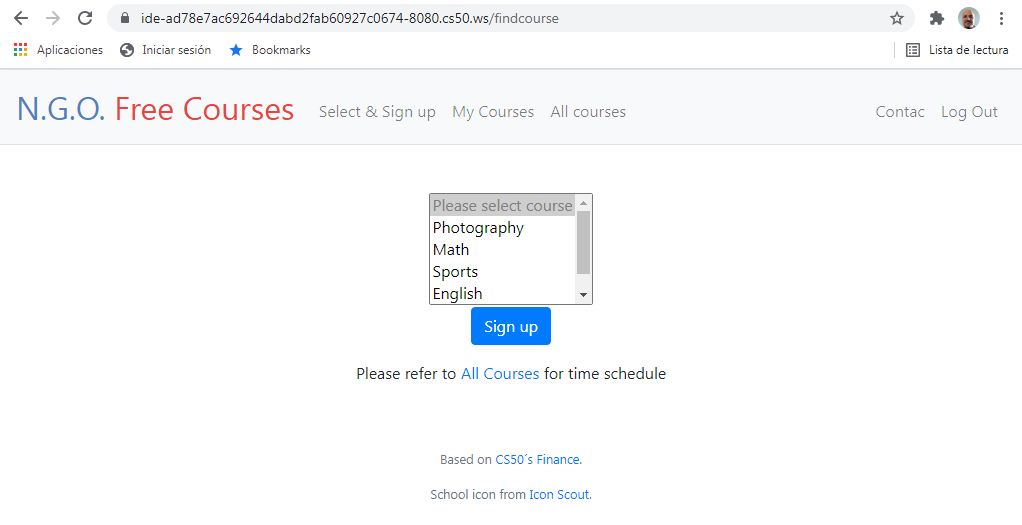 ide-ad78e7ac692644dabd2fab60927c0674-8080.cs50.ws/findcourse
Aplicaciones Iniciar sesión Bookmarks Lista de lectura
N.G.O. Free Courses Select & Sign up My Courses All courses Contac Log Out
Please select course
Photography
Math
Sports
English
Sign up
Please refer to All Courses for time schedule
Based on CS50´s Finance.
School icon from Icon Scout.